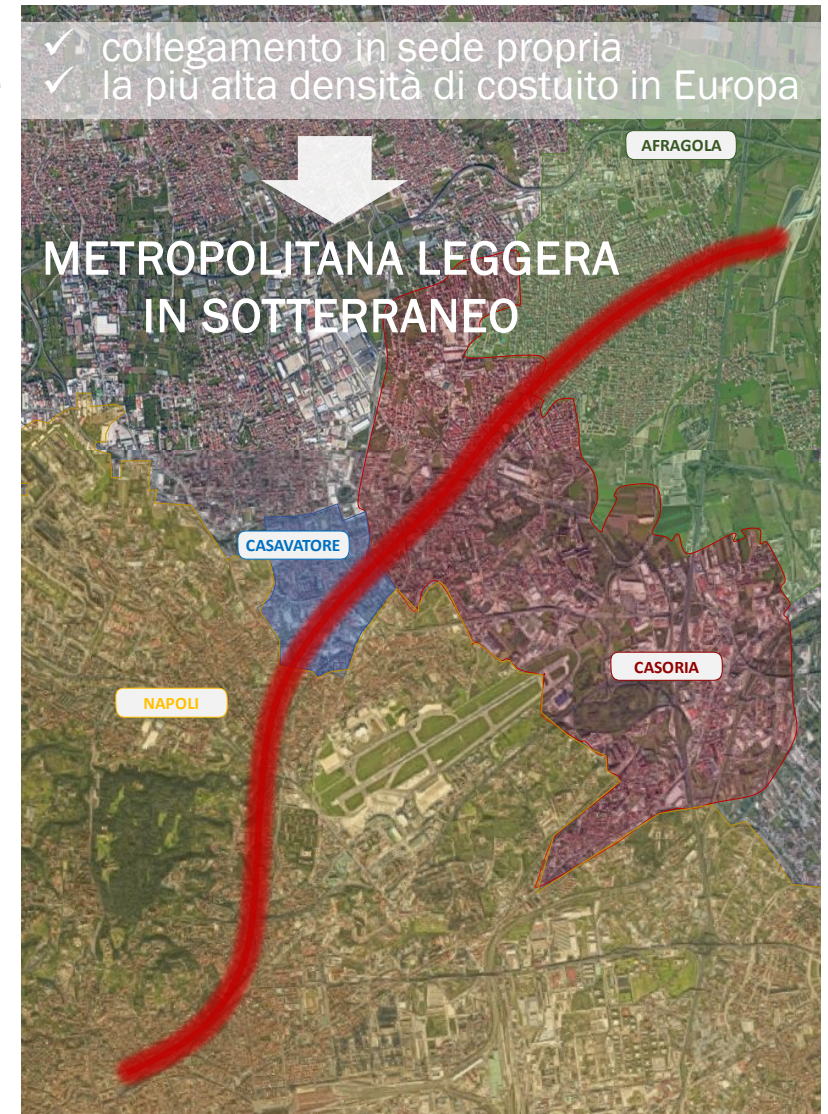 ✓ collegamento in sede propria
✓ la più alta densità di costuito in Europa
AFRAGOLA
METROPOLITANA LEGGERA
IN SOTTERRANEO
CASAVATORE
CASORIA
NAPOLI